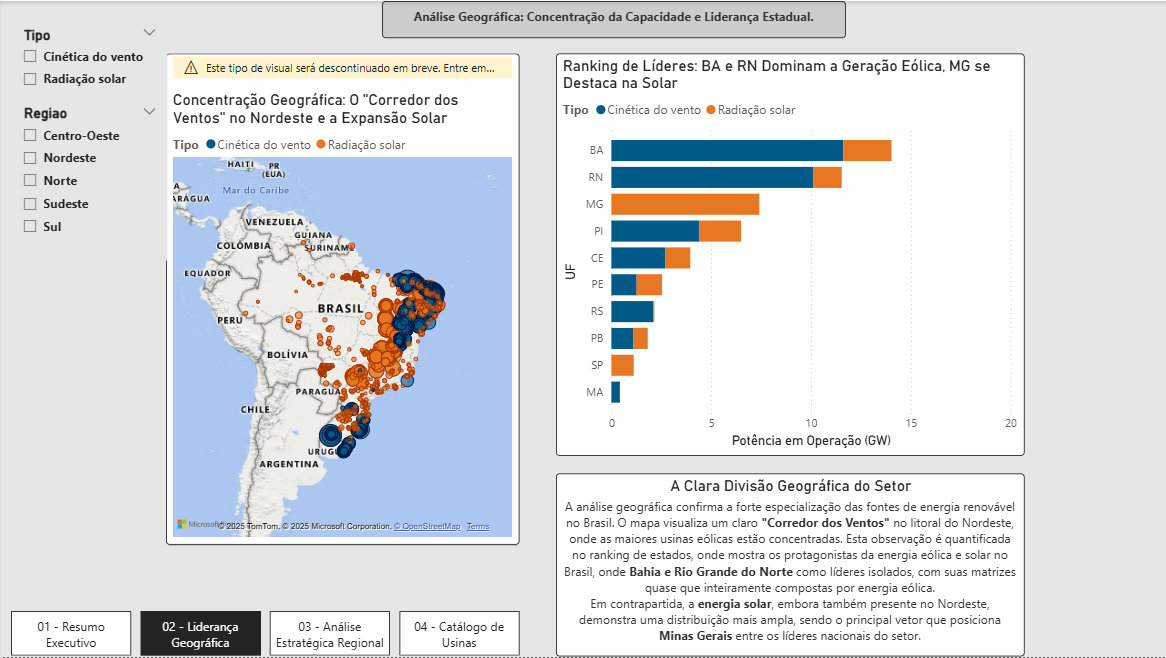 Análise Geográfica: Concentração da Capacidade e Liderança Estadual.
Tipo
Cinética do vento
Radiação solar
Regiao
Centro-Oeste
Nordeste
Norte
Sudeste
Sul
Este tipo de visual será descontinuado em breve. Entre em...
Concentração Geográfica: O "Corredor dos
Ventos" no Nordeste e a Expansão Solar
Tipo Cinética do vento Radiação solar
HAITI
PR
(EUA)
Mar do Caribe
ARÁGUA
VENEZUELA
GUIANA
SURINAME
COLÔMBIA
EQUADOR
BRASIL
PERU
BOLÍVIA
PARAGUA
CHILE
URUGU
ARGENTINA
Microsoft
© 2025 TomTom, © 2025 Microsoft Corporation, © OpenStreetMap Terms
Ranking de Líderes: BA e RN Dominam a Geração Eólica, MG se
Destaca na Solar
Tipo Cinética do vento Radiação solar
UF
BA
RN
MG
PI
CE
PE
RS
PB
SP
MA
0 5 10 15 20
Potência em Operação (GW)
A Clara Divisão Geográfica do Setor
A análise geográfica confirma a forte especialização das fontes de energia renovável
no Brasil. O mapa visualiza um claro "Corredor dos Ventos" no litoral do Nordeste,
onde as maiores usinas eólicas estão concentradas. Esta observação é quantificada
no ranking de estados, onde mostra os protagonistas da energia eólica e solar no
Brasil, onde Bahia e Rio Grande do Norte como líderes isolados, com suas matrizes
quase que inteiramente compostas por energia eólica.
Em contrapartida, a energia solar, embora também presente no Nordeste,
demonstra uma distribuição mais ampla, sendo o principal vetor que posiciona
Minas Gerais entre os líderes nacionais do setor.
01 - Resumo
Executivo
02 - Liderança
Geográfica
03 - Análise
Estratégica Regional
04 - Catálogo de
Usinas